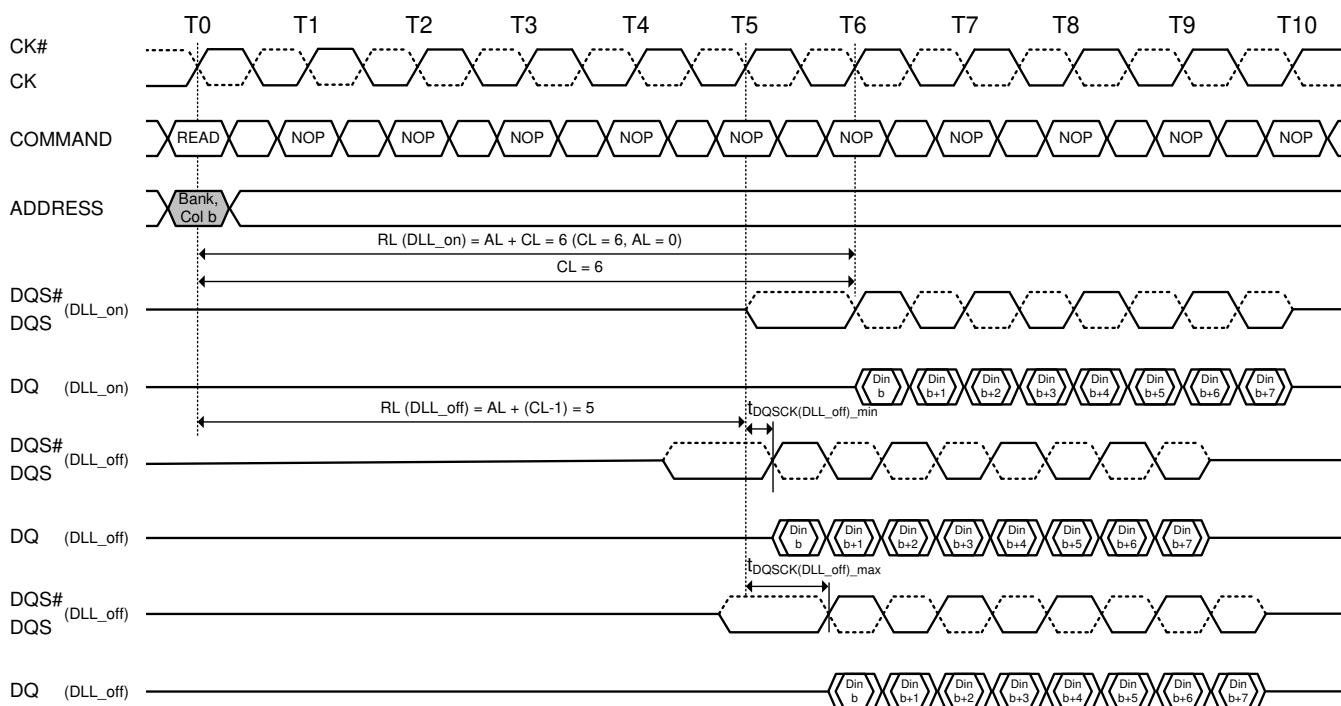 T0 T1 T2 T3 T4 T5 T6 T7 T8 T9 T10
CK#
CK
COMMAND READ NOP NOP NOP NOP NOP NOP NOP NOP NOP NOP
ADDRESS Bank, Col b
RL (DLL_on) = AL + CL = 6 (CL = 6, AL = 0)
CL = 6
DQS# (DLL_on)
DQS
DQ (DLL_on) Din b Din b+1 Din b+2 Din b+3 Din b+4 Din b+5 Din b+6 Din b+7
RL (DLL_off) = AL + (CL-1) = 5 tDQSCK(DLL_off)_min
DQS# (DLL_off)
DQS
DQ (DLL_off) Din b Din b+1 Din b+2 Din b+3 Din b+4 Din b+5 Din b+6 Din b+7
tDQSCK(DLL_off)_max
DQS# (DLL_off)
DQS
DQ (DLL_off) Din b Din b+1 Din b+2 Din b+3 Din b+4 Din b+5 Din b+6 Din b+7